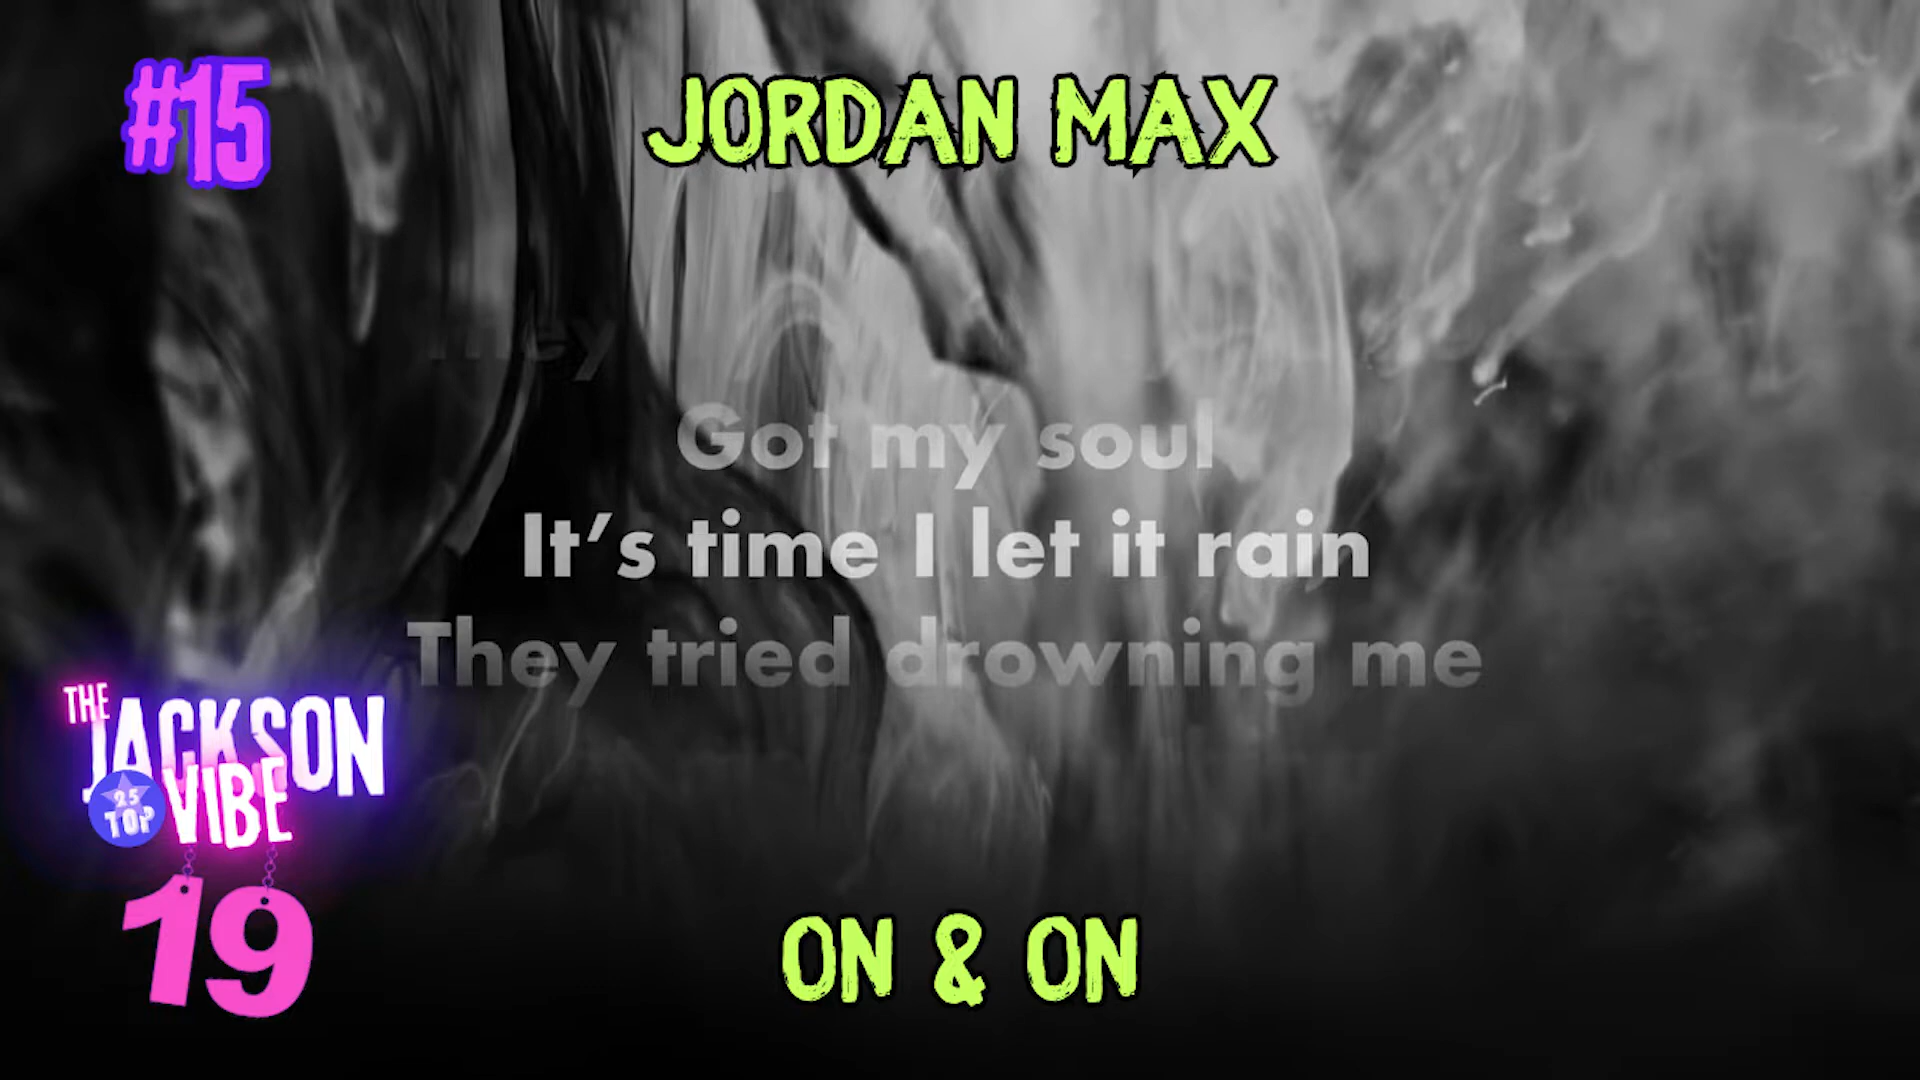 #15
JORDAN MAX
They
Got my soul
It's time I let it rain
They tried drowning me
THE
JACKSON
VIBE
25
TOP
19
ON & ON